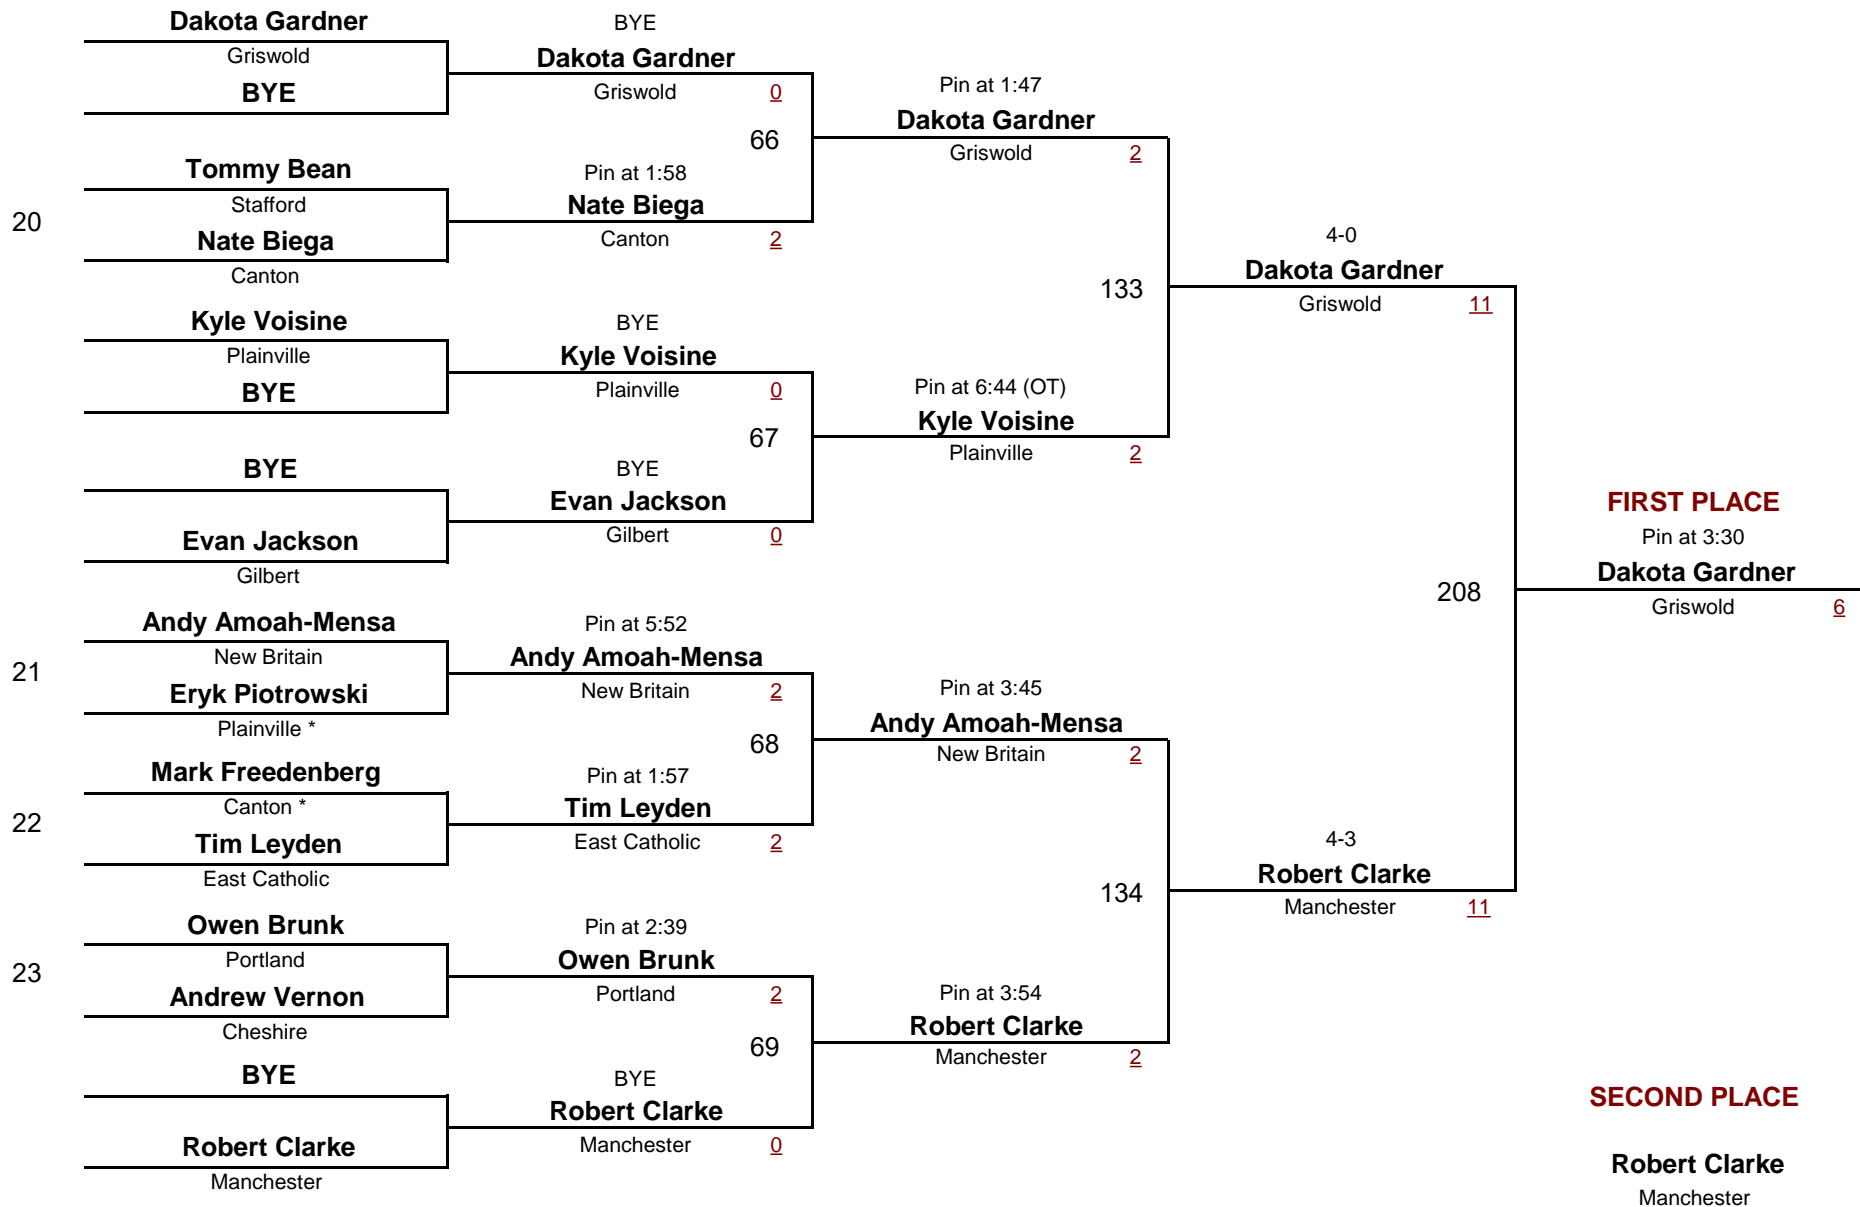 Dakota Gardner
Griswold
BYE
20
Tommy Bean
Stafford
Nate Biega
Canton
Kyle Voisine
Plainville
BYE
BYE
Evan Jackson
Gilbert
21
Andy Amoah-Mensa
New Britain
Eryk Piotrowski
Plainville *
22
Mark Freedenberg
Canton *
Tim Leyden
East Catholic
23
Owen Brunk
Portland
Andrew Vernon
Cheshire
BYE
Robert Clarke
Manchester
BYE
Dakota Gardner
Griswold 0
66
Pin at 1:58
Nate Biega
Canton 2
BYE
Kyle Voisine
Plainville 0
67
BYE
Evan Jackson
Gilbert 0
Pin at 5:52
Andy Amoah-Mensa
New Britain 2
68
Pin at 1:57
Tim Leyden
East Catholic 2
Pin at 2:39
Owen Brunk
Portland 2
69
BYE
Robert Clarke
Manchester 0
Pin at 1:47
Dakota Gardner
Griswold 2
133
Pin at 6:44 (OT)
Kyle Voisine
Plainville 2
Pin at 3:45
Andy Amoah-Mensa
New Britain 2
134
Pin at 3:54
Robert Clarke
Manchester 2
4-0
Dakota Gardner
Griswold 11
208
4-3
Robert Clarke
Manchester 11
FIRST PLACE
Pin at 3:30
Dakota Gardner
Griswold 6
SECOND PLACE
Robert Clarke
Manchester